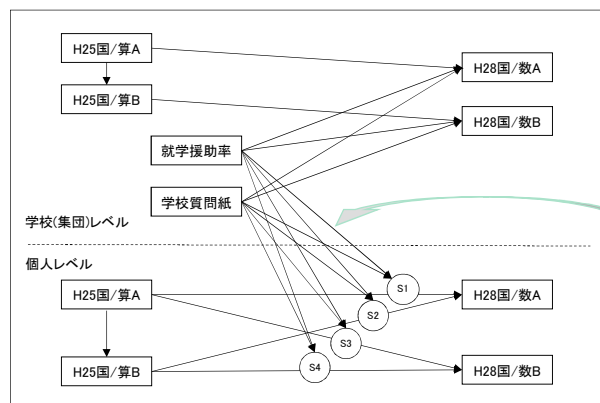 H25国/算A
H28国/数A
H25国/算B
H28国/数B
就学援助率
学校質問紙
学校(集団)レベル
個人レベル
S1
H25国/算A
H28国/数A
S2
S3
S4
H25国/算B
H28国/数B